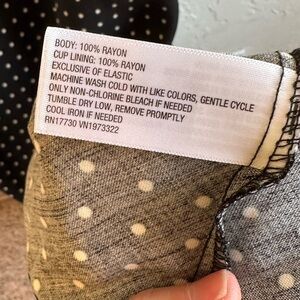 BODY: 100% RAYON
CUP LINING: 100% RAYON
EXCLUSIVE OF ELASTIC
MACHINE WASH COLD WITH LIKE COLORS, GENTLE CYCLE
ONLY NON-CHLORINE BLEACH IF NEEDED
TUMBLE DRY LOW, REMOVE PROMPTLY
COOL IRON IF NEEDED
RN17730 VN1973322